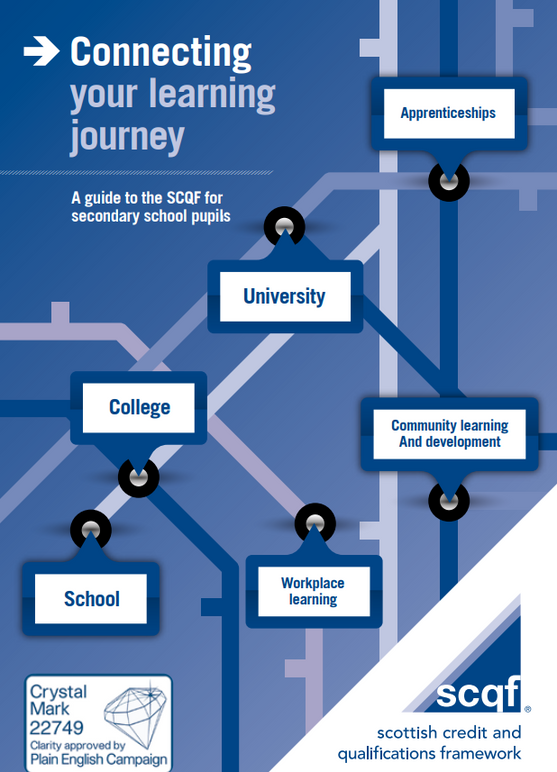 Connecting
your learning
journey
A guide to the SCQF for
secondary school pupils
Apprenticeships
University
College
Community learning
And development
School
Workplace
learning
Crystal
Mark
22749
Clarity approved by
Plain English Campaign
scqf®
scottish credit and
qualifications framework